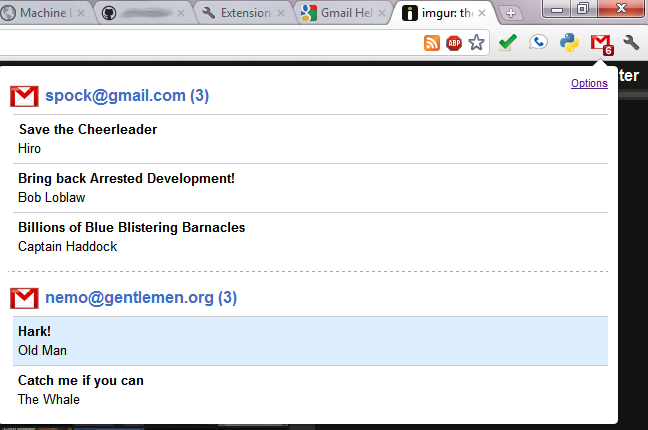 Machine
Extension
Gmail Hel
imgur: the
ABP
6
ter
Options
spock@gmail.com (3)
Save the Cheerleader
Hiro
Bring back Arrested Development!
Bob Loblaw
Billions of Blue Blistering Barnacles
Captain Haddock
nemo@gentlemen.org (3)
Hark!
Old Man
Catch me if you can
The Whale